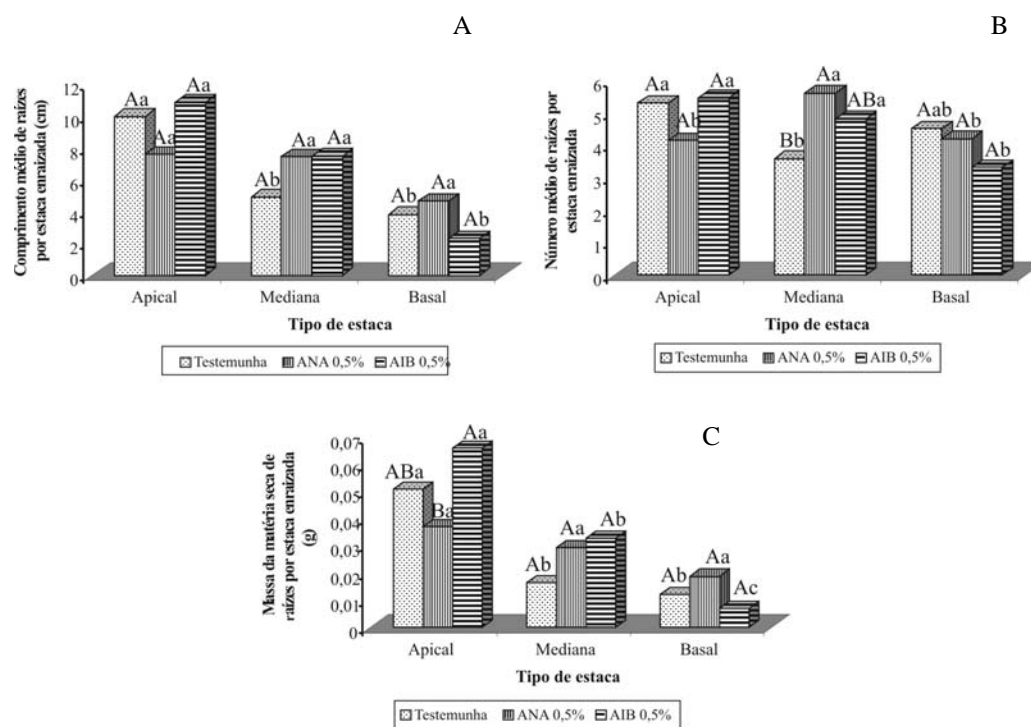 A
Comprimento médio de raízes
por estaca enraizada (cm)
12
10
8
6
4
2
0
Aa
Aa
Aa
Ab
Aa
Aa
Ab
Aa
Ab
Apical
Mediana
Basal
Tipo de estaca
Testemunha
ANA 0,5%
AIB 0,5%
B
Número médio de raízes por
estaca enraizada
6
5
4
3
2
1
0
Aa
Ab
Aa
Bb
Aa
ABa
Aab
Ab
Ab
Apical
Mediana
Basal
Tipo de estaca
Testemunha
ANA 0,5%
AIB 0,5%
C
Massa da matéria seca de
raízes por estaca enraizada
(g)
0,07
0,06
0,05
0,04
0,03
0,02
0,01
0
ABa
Ba
Aa
Ab
Aa
Ab
Ab
Aa
Ac
Apical
Mediana
Basal
Tipo de estaca
Testemunha
ANA 0,5%
AIB 0,5%